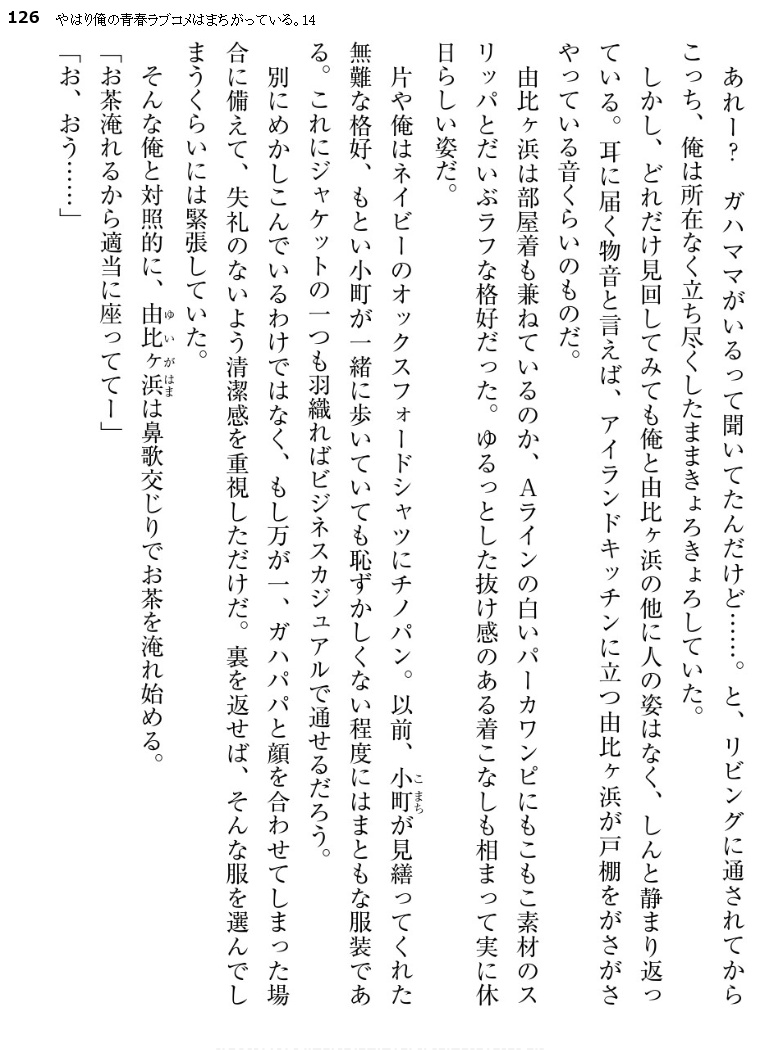 126 やはり俺の青春ラブコメはまちがっている。14
あれー？　ガハママがいるって聞いてたんだけど……。と、リビングに通されてから
こっち、俺は所在なく立ち尽くしたままきょろきょろしていた。
しかし、どれだけ見回してみても俺と由比ヶ浜の他に人の姿はなく、しんと静まり返っ
ている。耳に届く物音と言えば、アイランドキッチンに立つ由比ヶ浜が戸棚をがさがさ
やっている音くらいのものだ。
由比ヶ浜は部屋着も兼ねているのか、Aラインの白いパーカワンピにもこもこ素材のス
リッパとだいぶラフな格好だった。ゆるっとした抜け感のある着こなしも相まって実に休
日らしい姿だ。
片や俺はネイビーのオックスフォードシャツにチノパン。以前、小町が見繕ってくれた
こまち
無難な格好、もとい小町が一緒に歩いていても恥ずかしくない程度にはまともな服装であ
る。これにジャケットの一つも羽織ればビジネスカジュアルで通せるだろう。
別にめかしこんでいるわけではなく、もし万が一、ガハパパと顔を合わせてしまった場
合に備えて、失礼のないよう清潔感を重視しただけだ。裏を返せば、そんな服を選んでし
まうくらいには緊張していた。
そんな俺と対照的に、由比ヶ浜は鼻歌交じりでお茶を淹れ始める。
ゆいがはま
「お茶淹れるから適当に座っててー」
「お、おう……」